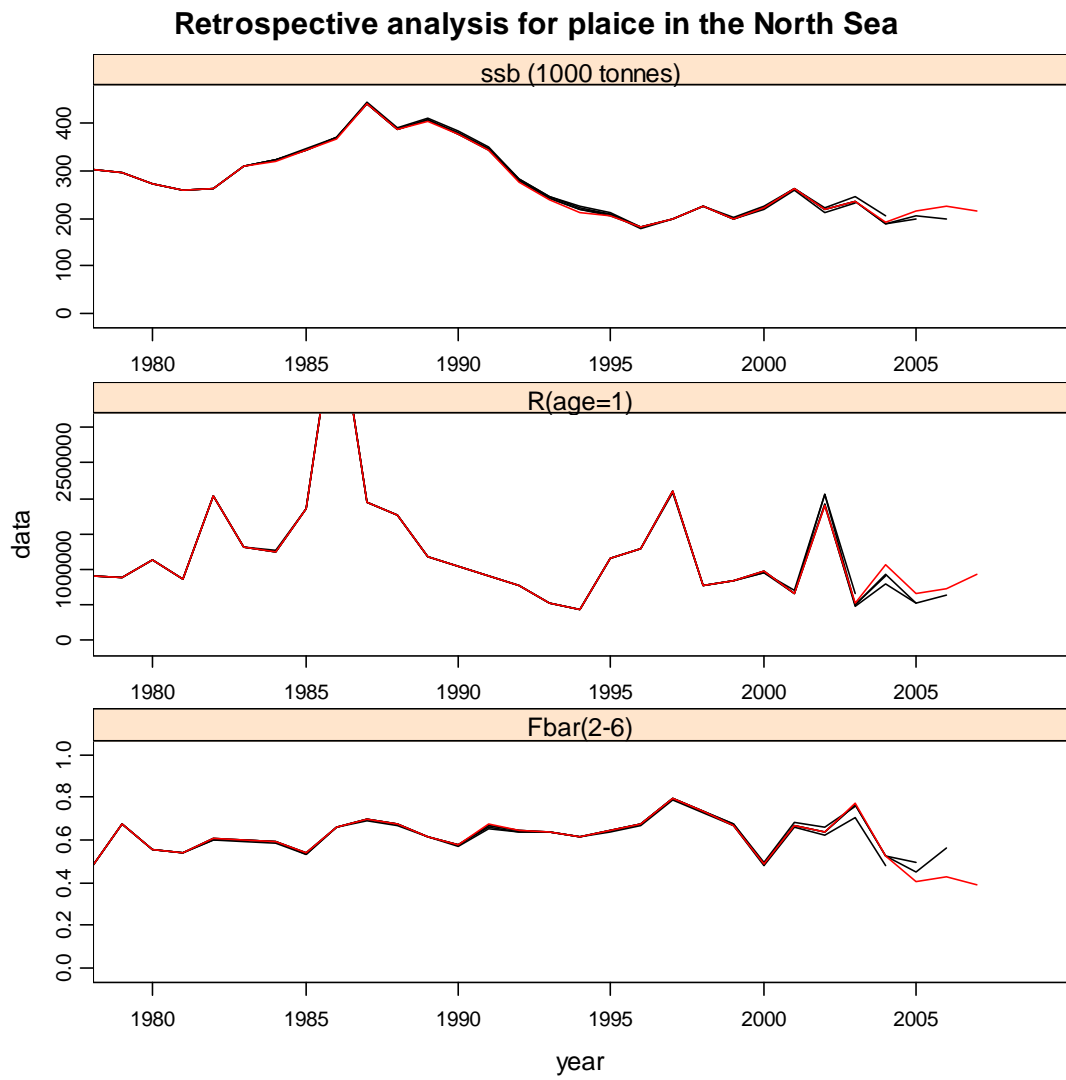 Retrospective analysis for plaice in the North Sea
ssb (1000 tonnes)
400
300
200
100
0
1980 1985 1990 1995 2000 2005
R(age=1)
2500000
1000000
0
1980 1985 1990 1995 2000 2005
Fbar(2-6)
1.0
0.8
0.6
0.4
0.2
0.0
1980 1985 1990 1995 2000 2005
data
year